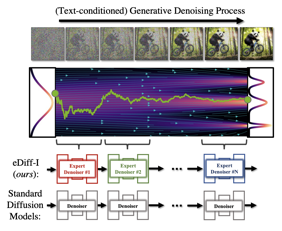 (Text-conditioned) Generative Denoising Process
eDiff-I
(ours):
Expert
Denoiser #1
Expert
Denoiser #2
...
Expert
Denoiser #N
Standard
Diffusion
Models:
Denoiser
Denoiser
...
Denoiser